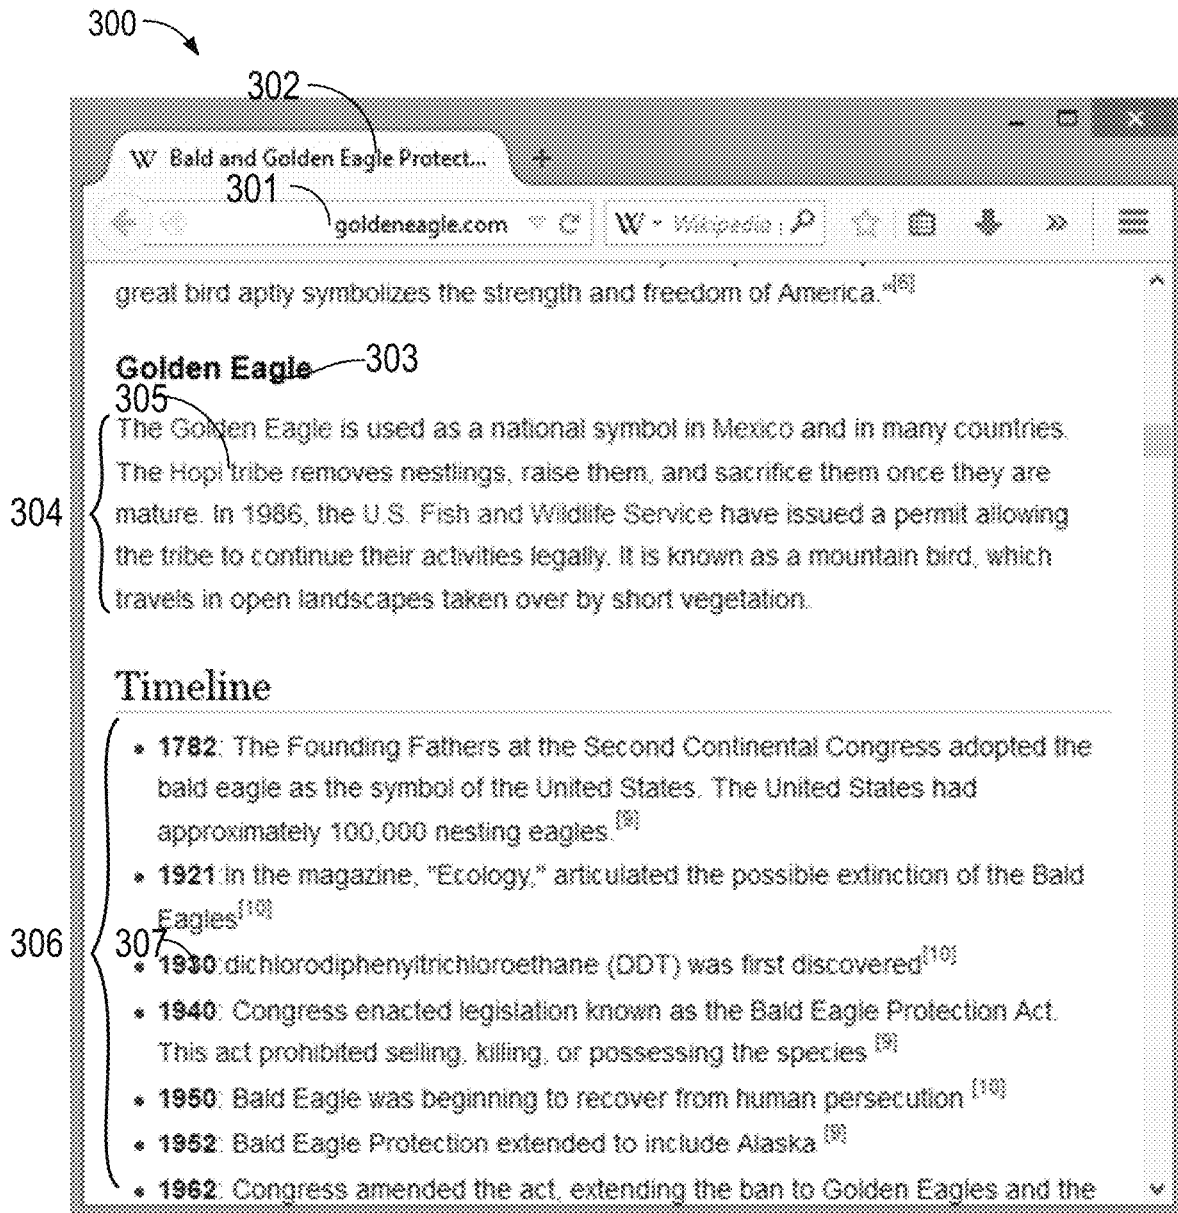 300
302
W Bald and Golden Eagle Protect... +
301
goldeneagle.com W Wikipedia
great bird aptly symbolizes the strength and freedom of America."[6]
Golden Eagle 303
305
The Golden Eagle is used as a national symbol in Mexico and in many countries.
The Hopi tribe removes nestlings, raise them, and sacrifice them once they are
304 mature. In 1986, the U.S. Fish and Wildlife Service have issued a permit allowing
the tribe to continue their activities legally. It is known as a mountain bird, which
travels in open landscapes taken over by short vegetation.
Timeline
• 1782: The Founding Fathers at the Second Continental Congress adopted the
bald eagle as the symbol of the United States. The United States had
approximately 100,000 nesting eagles.[9]
• 1921:in the magazine, "Ecology," articulated the possible extinction of the Bald
Eagles[10]
306 307
• 1930:dichlorodiphenyltrichloroethane (DDT) was first discovered[10]
• 1940: Congress enacted legislation known as the Bald Eagle Protection Act.
This act prohibited selling, killing, or possessing the species [9]
• 1950: Bald Eagle was beginning to recover from human persecution [10]
• 1952: Bald Eagle Protection extended to include Alaska [9]
• 1962: Congress amended the act, extending the ban to Golden Eagles and the